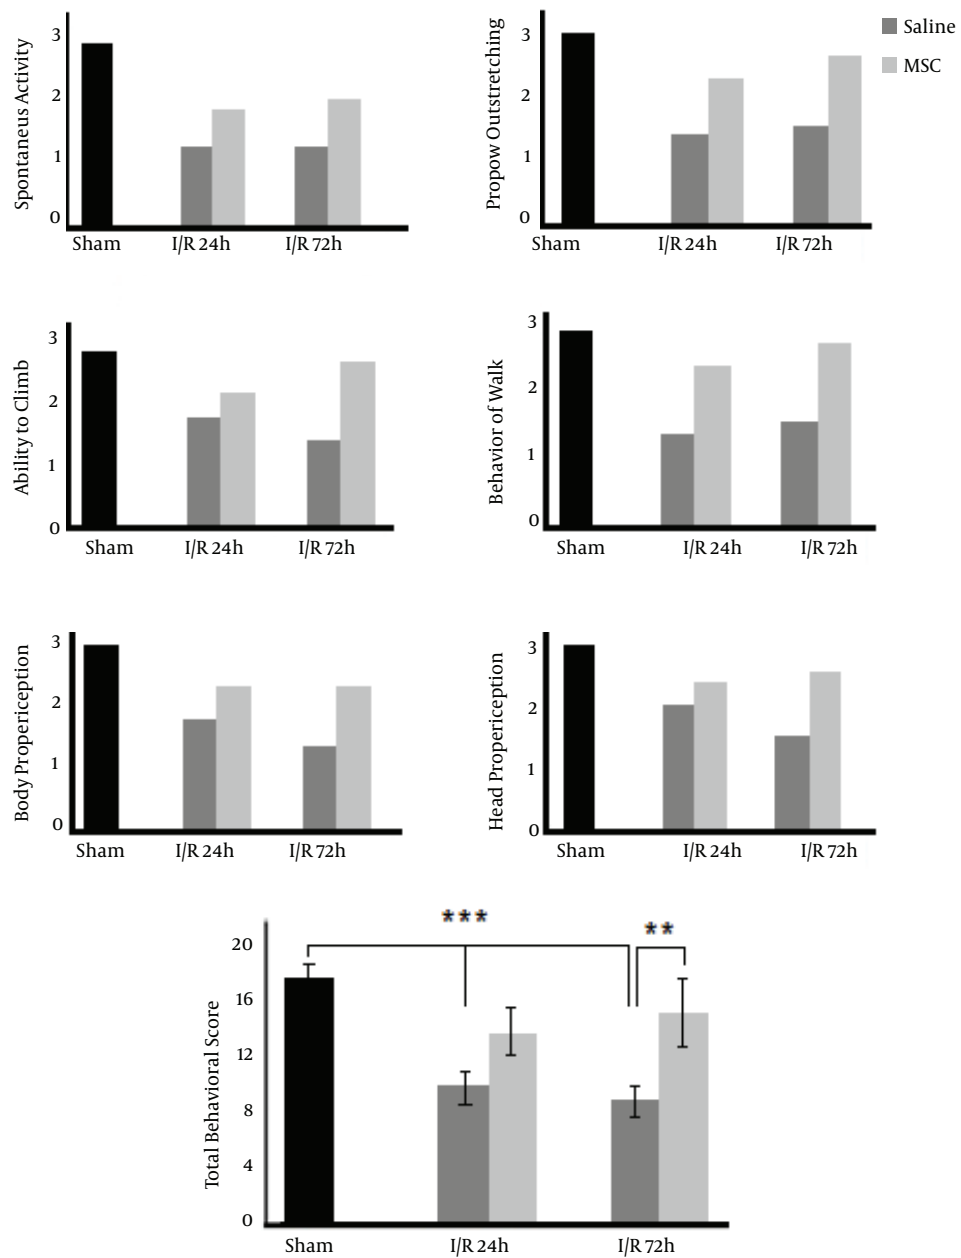 Saline
MSC
Spontaneus Activity
3
2
1
0
Sham I/R 24h I/R 72h
Propow Outstretching
3
2
1
0
Sham I/R 24h I/R 72h
Ability to Climb
3
2
1
0
Sham I/R 24h I/R 72h
Behavior of Walk
3
2
1
0
Sham I/R 24h I/R 72h
Body Properiception
3
2
1
0
Sham I/R 24h I/R 72h
Head Properiception
3
2
1
0
Sham I/R 24h I/R 72h
Total Behavioral Score
20
16
12
8
4
0
***
**
Sham I/R 24h I/R 72h